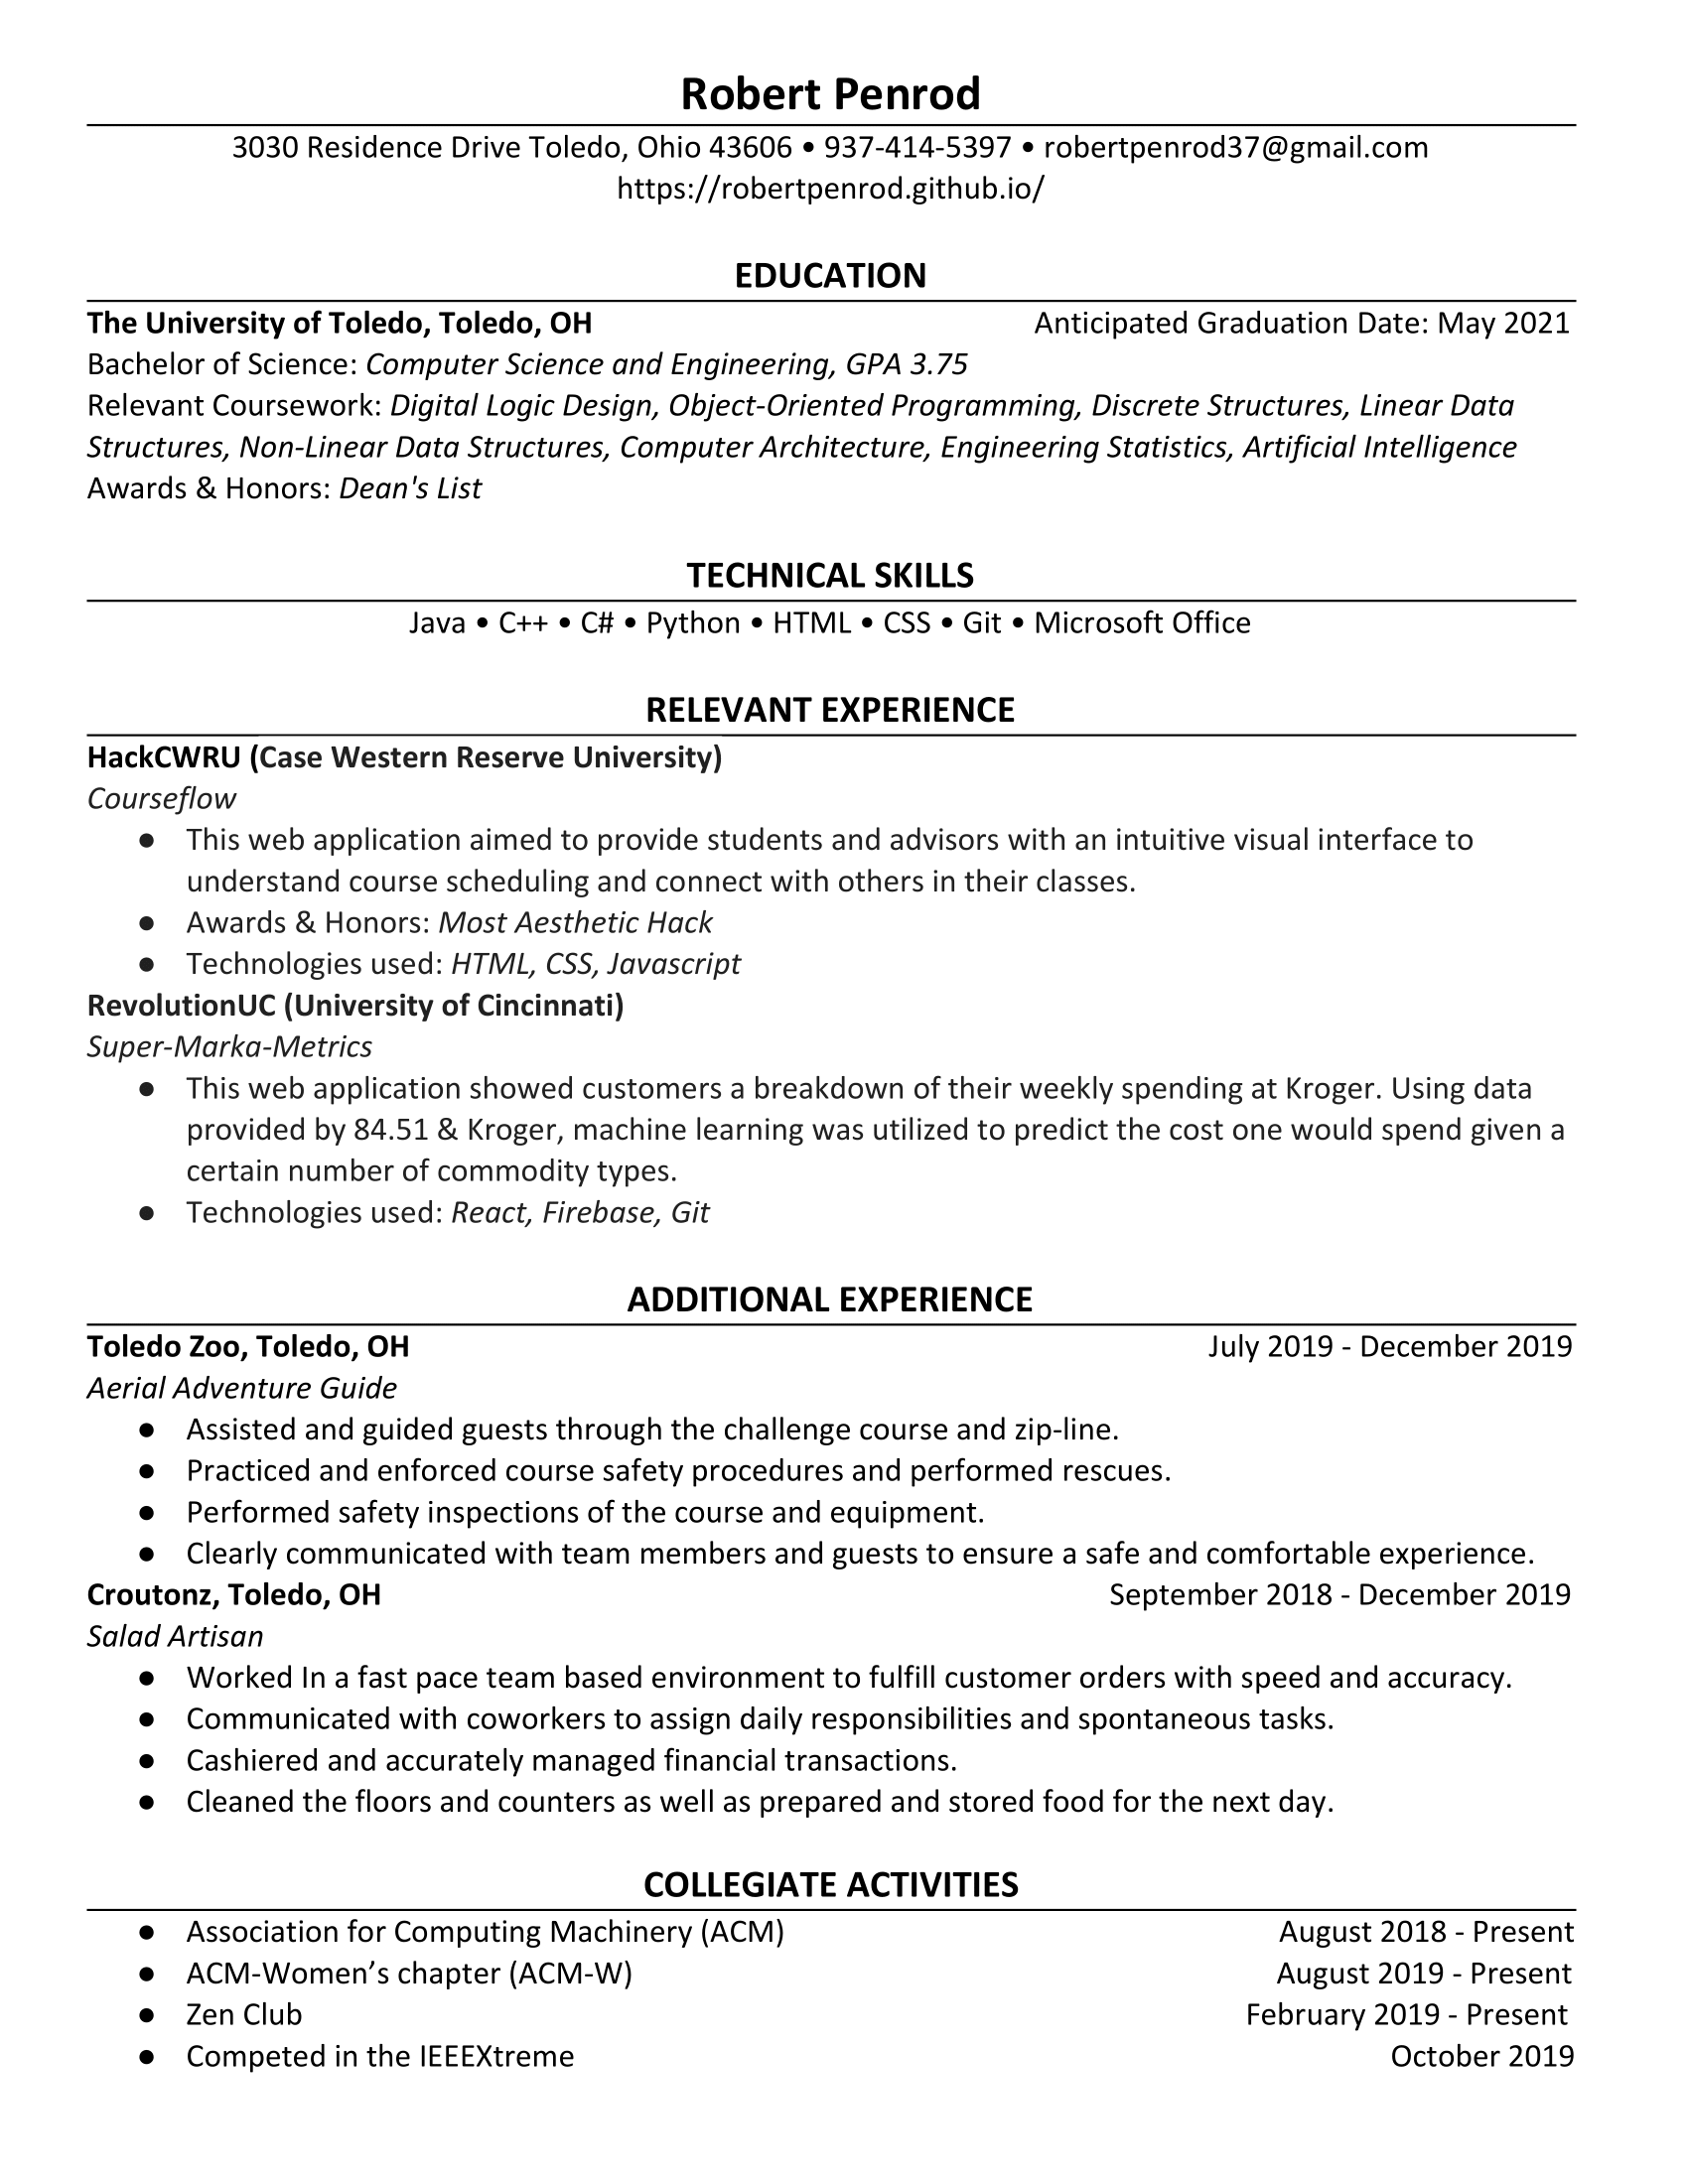 Robert Penrod
3030 Residence Drive Toledo, Ohio 43606 • 937-414-5397 • robertpenrod37@gmail.com
https://robertpenrod.github.io/
EDUCATION
The University of Toledo, Toledo, OH Anticipated Graduation Date: May 2021
Bachelor of Science: Computer Science and Engineering, GPA 3.75
Relevant Coursework: Digital Logic Design, Object-Oriented Programming, Discrete Structures, Linear Data
Structures, Non-Linear Data Structures, Computer Architecture, Engineering Statistics, Artificial Intelligence
Awards & Honors: Dean's List
TECHNICAL SKILLS
Java • C++ • C# • Python • HTML • CSS • Git • Microsoft Office
RELEVANT EXPERIENCE
HackCWRU (Case Western Reserve University)
Courseflow
● This web application aimed to provide students and advisors with an intuitive visual interface to
understand course scheduling and connect with others in their classes.
● Awards & Honors: Most Aesthetic Hack
● Technologies used: HTML, CSS, Javascript
RevolutionUC (University of Cincinnati)
Super-Marka-Metrics
● This web application showed customers a breakdown of their weekly spending at Kroger. Using data
provided by 84.51 & Kroger, machine learning was utilized to predict the cost one would spend given a
certain number of commodity types.
● Technologies used: React, Firebase, Git
ADDITIONAL EXPERIENCE
Toledo Zoo, Toledo, OH July 2019 - December 2019
Aerial Adventure Guide
● Assisted and guided guests through the challenge course and zip-line.
● Practiced and enforced course safety procedures and performed rescues.
● Performed safety inspections of the course and equipment.
● Clearly communicated with team members and guests to ensure a safe and comfortable experience.
Croutonz, Toledo, OH September 2018 - December 2019
Salad Artisan
● Worked In a fast pace team based environment to fulfill customer orders with speed and accuracy.
● Communicated with coworkers to assign daily responsibilities and spontaneous tasks.
● Cashiered and accurately managed financial transactions.
● Cleaned the floors and counters as well as prepared and stored food for the next day.
COLLEGIATE ACTIVITIES
● Association for Computing Machinery (ACM) August 2018 - Present
● ACM-Women’s chapter (ACM-W) August 2019 - Present
● Zen Club February 2019 - Present
● Competed in the IEEEXtreme October 2019